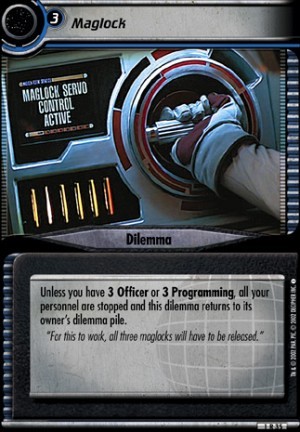 3 Maglock
MAGLOCK SERVO
CONTROL
ACTIVE
Dilemma
Unless you have 3 Officer or 3 Programming, all your
personnel are stopped and this dilemma returns to its
owner's dilemma pile.
"For this to work, all three maglocks will have to be released."
1 R 35